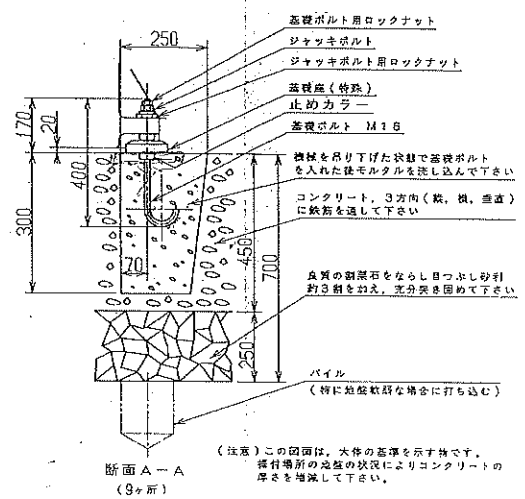 250
基礎ボルト用ロックナット
ジャッキボルト
ジャッキボルト用ロックナット
基礎座(特殊)
止めカラー
基礎ボルト M16
170
20
400
300
70
機械を吊り下げた状態で基礎ボルト
を入れた後モルタルを流し込んで下さい
コンクリート,3方向(縦,横,垂直)
に鉄筋を通して下さい
450
700
良質の割栗石をならし目つぶし砂利
約3割を加え,充分突き固めて下さい
250
パイル
(特に地盤軟弱な場合に打ち込む)
断面A-A
(9ヶ所)
(注意)この図面は,大体の基準を示す物です。
据付場所の地盤の状況によりコンクリートの
厚さを増減して下さい。